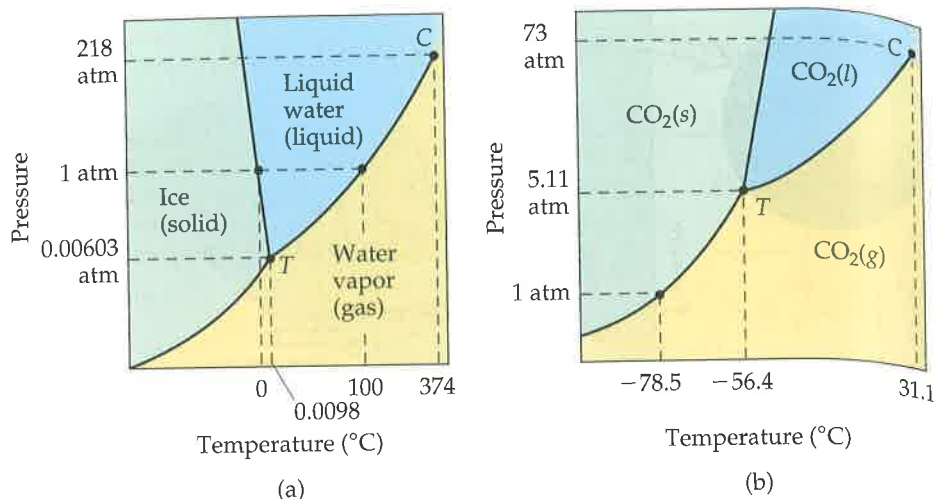 218
atm
C
Liquid
water
(liquid)
1 atm
Pressure
Ice
(solid)
0.00603
atm
T
Water
vapor
(gas)
0
100
374
0.0098
Temperature (°C)
(a)
73
atm
C
CO₂(l)
CO₂(s)
5.11
atm
Pressure
T
CO₂(g)
1 atm
−78.5
−56.4
31.1
Temperature (°C)
(b)